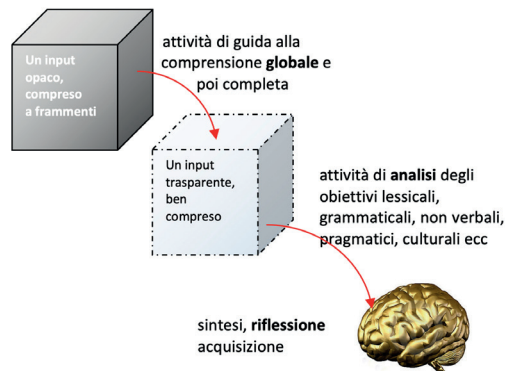 Un input
opaco,
compreso
a frammenti
attività di guida alla
comprensione globale e
poi completa
Un input
trasparente,
ben
compreso
attività di analisi degli
obiettivi lessicali,
grammaticali, non verbali,
pragmatici, culturali ecc
sintesi, riflessione
acquisizione